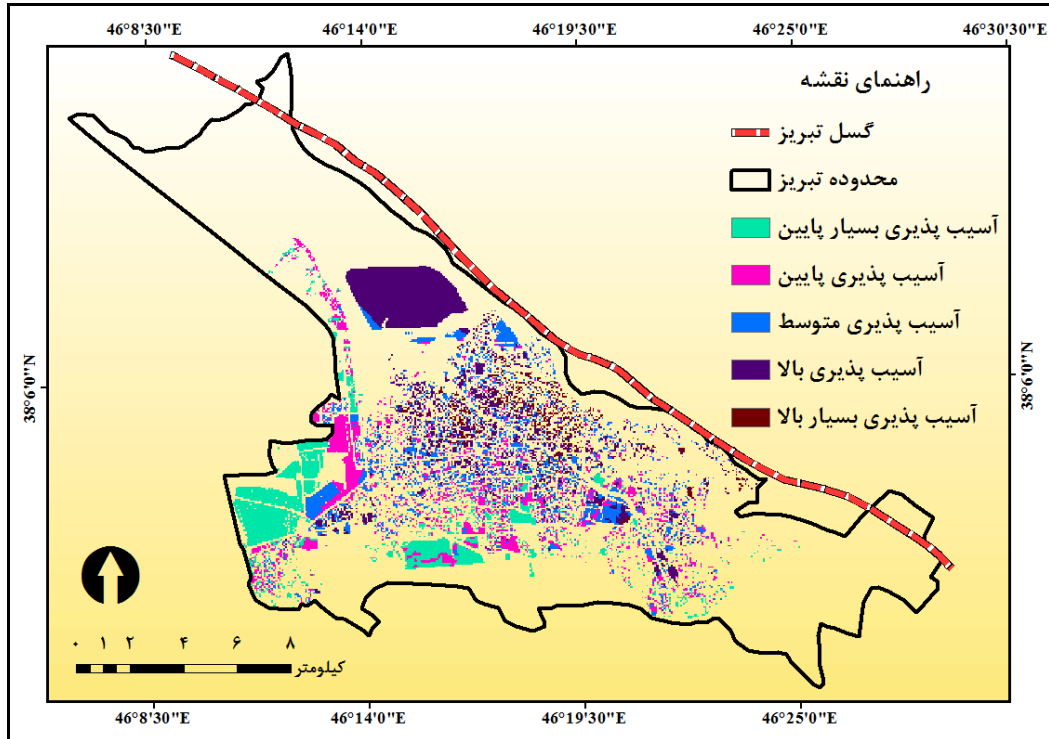 46°8'30"E 46°14'0"E 46°19'30"E 46°25'0"E 46°30'30"E
راهنمای نقشه
گسل تبریز
محدوده تبریز
آسیب پذیری بسیار پایین
آسیب پذیری پایین
آسیب پذیری متوسط
آسیب پذیری بالا
آسیب پذیری بسیار بالا
38°6'0"N
38°6'0"N
۰ ۱ ۲ ۴ ۶ ۸
کیلومتر
46°8'30"E 46°14'0"E 46°19'30"E 46°25'0"E